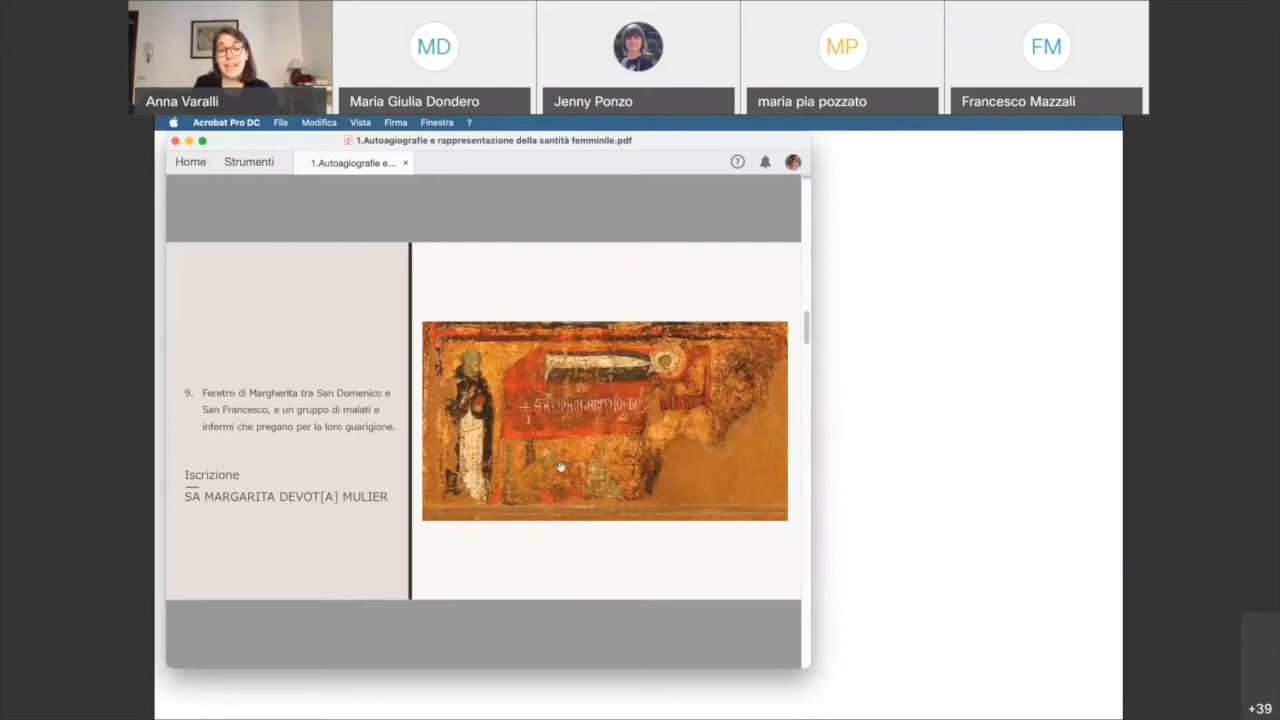 MD
MP
FM
Anna Varalli
Maria Giulia Dondero
Jenny Ponzo
maria pia pozzato
Francesco Mazzali
Acrobat Pro DC File Modifica Vista Firma Finestra ?
1.Autoagiografie e rappresentazione della santità femminile.pdf
Home Strumenti 1.Autoagiografie e... × ?
9. Feretro di Margherita tra San Domenico e
San Francesco, e un gruppo di malati e
infermi che pregano per la loro guarigione.
Iscrizione
S̅A̅ MARGARITA DEVOT[A] MULIER
+39